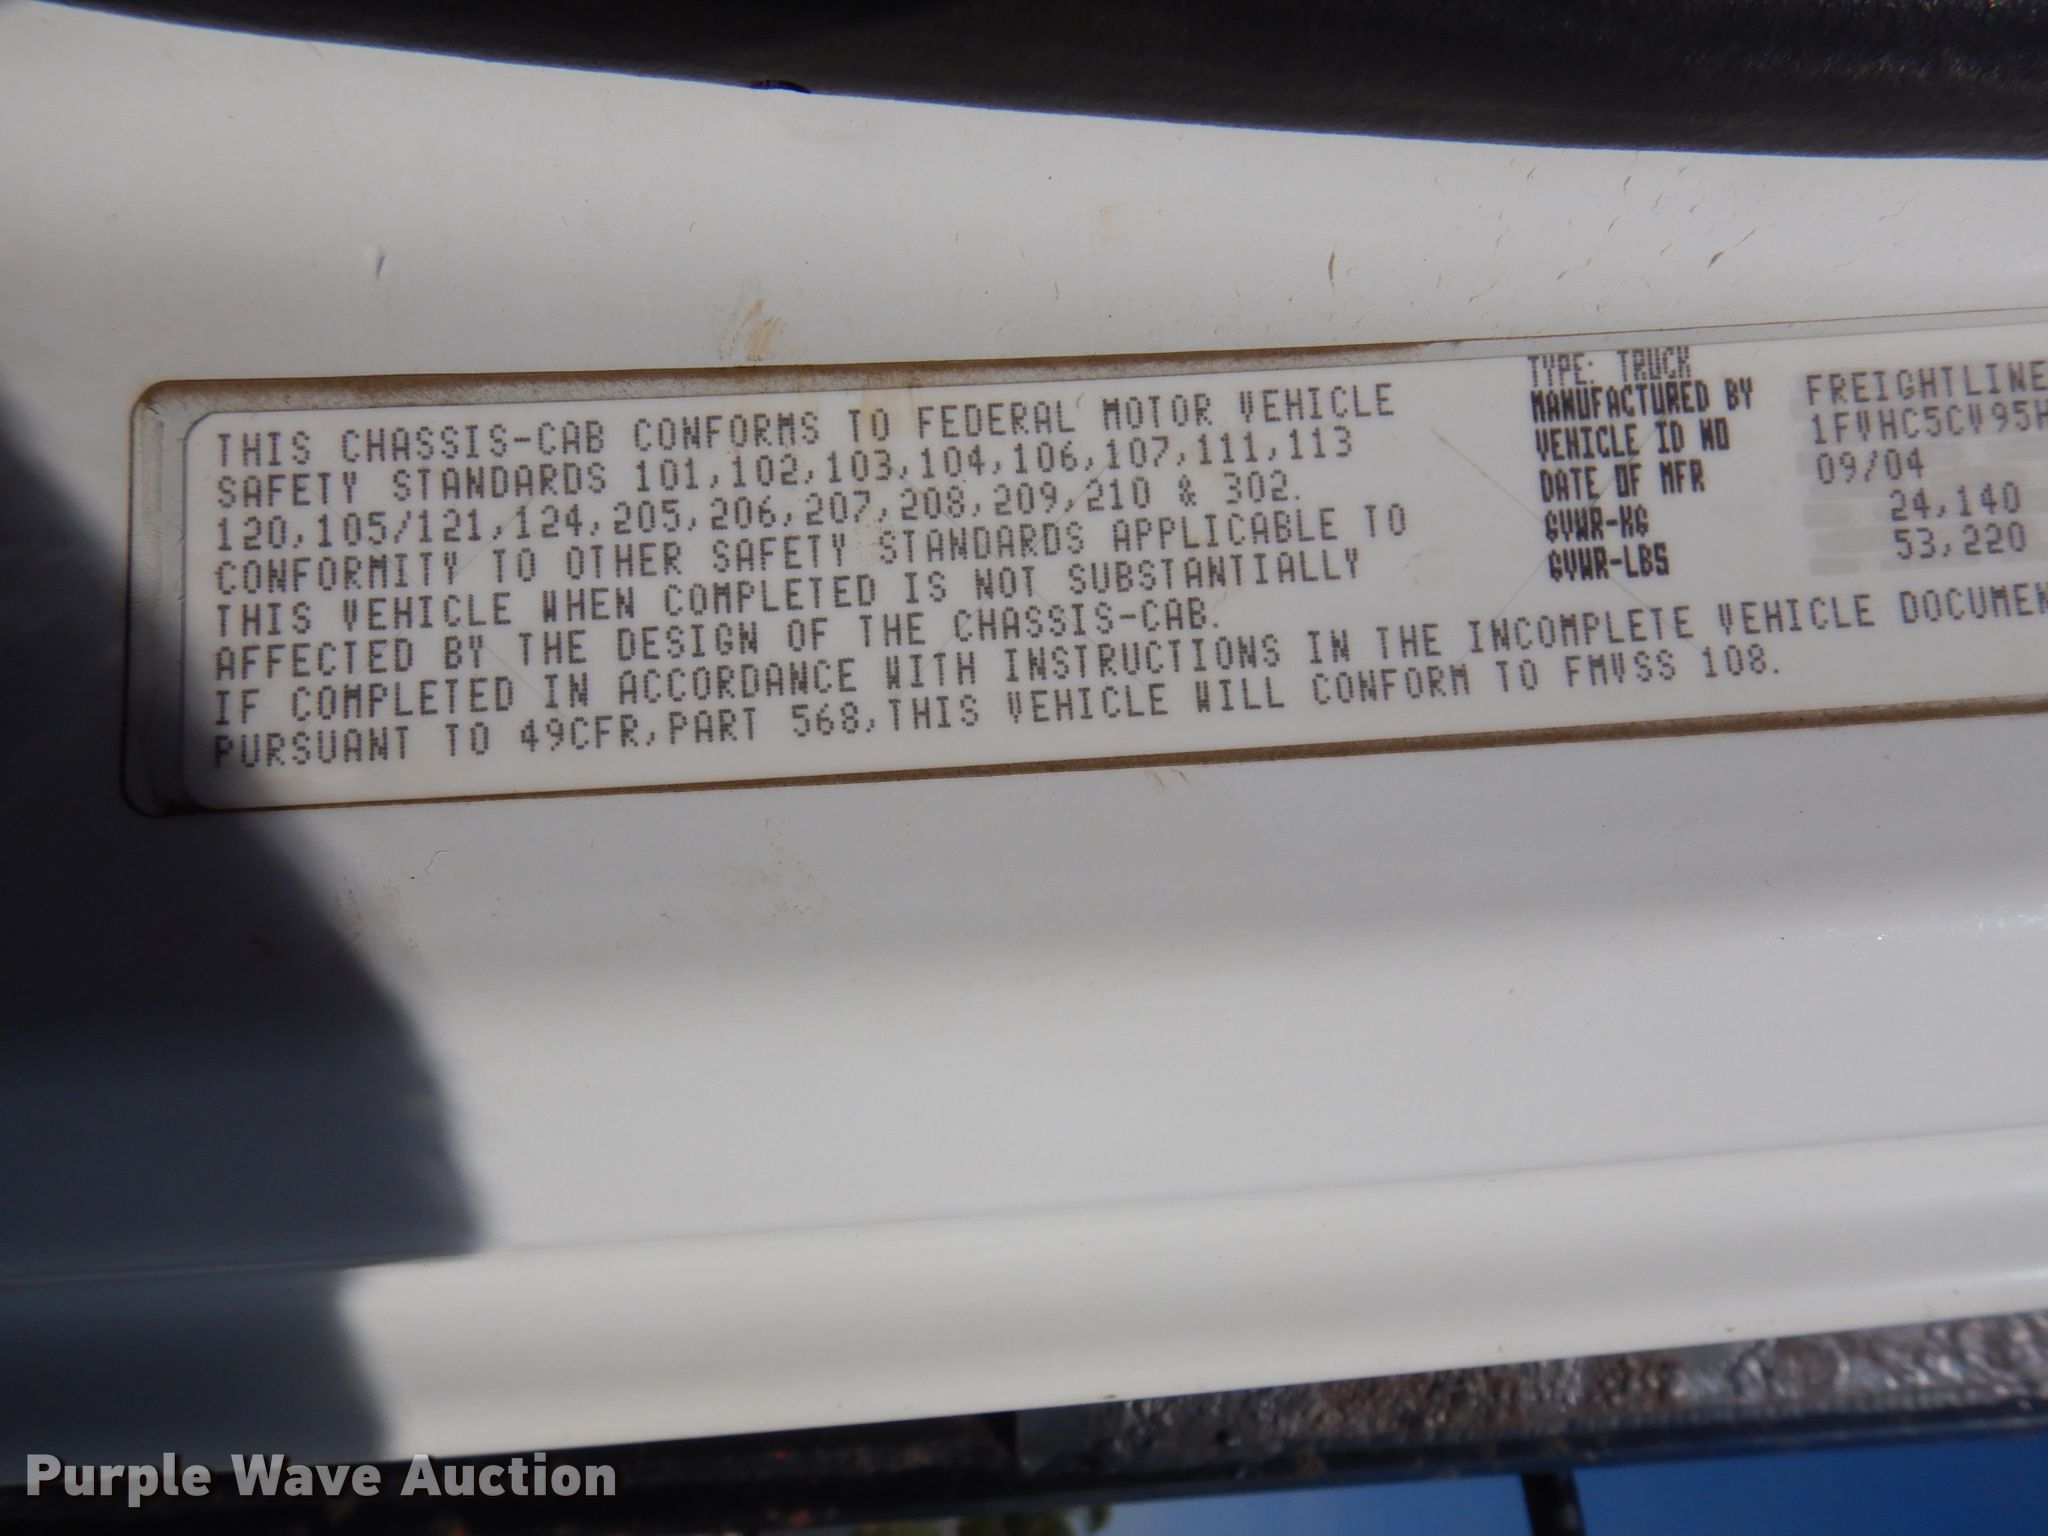 THIS CHASSIS-CAB CONFORMS TO FEDERAL MOTOR VEHICLE
SAFETY STANDARDS 101,102,103,104,106,107,111,113
120,105/121,124,205,206,207,208,209,210 & 302.
CONFORMITY TO OTHER SAFETY STANDARDS APPLICABLE TO
THIS VEHICLE WHEN COMPLETED IS NOT SUBSTANTIALLY
AFFECTED BY THE DESIGN OF THE CHASSIS-CAB.
IF COMPLETED IN ACCORDANCE WITH INSTRUCTIONS IN THE INCOMPLETE VEHICLE DOCUMEN
PURSUANT TO 49CFR,PART 568,THIS VEHICLE WILL CONFORM TO FMVSS 108.
TYPE: TRUCK
MANUFACTURED BY FREIGHTLINE
VEHICLE ID NO 1FVHC5CV95H
DATE OF MFR 09/04
GVWR-KG 24,140
GVWR-LBS 53,220
Purple Wave Auction